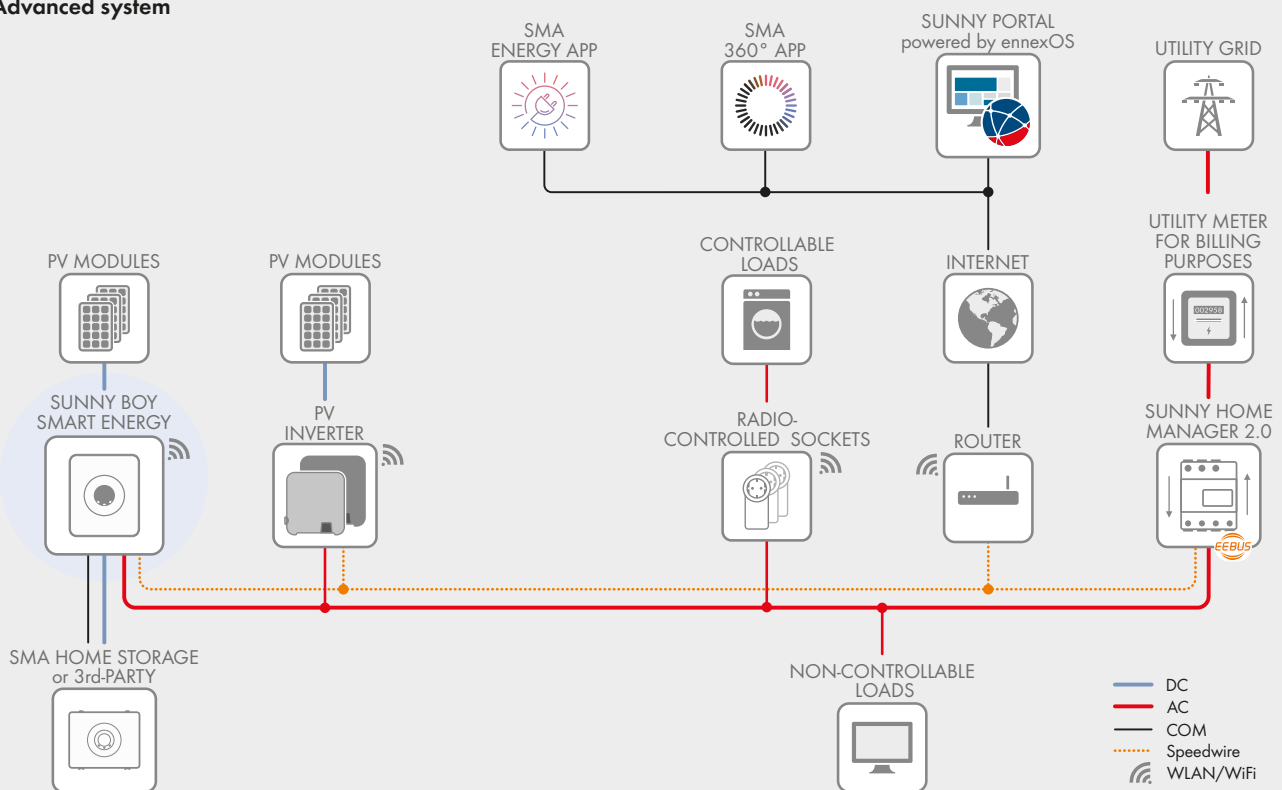 Advanced system
SMA
ENERGY APP
SMA
360° APP
SUNNY PORTAL
powered by ennexOS
UTILITY GRID
PV MODULES
PV MODULES
CONTROLLABLE
LOADS
INTERNET
UTILITY METER
FOR BILLING
PURPOSES
002958
SUNNY BOY
SMART ENERGY
PV
INVERTER
RADIO-
CONTROLLED SOCKETS
ROUTER
SUNNY HOME
MANAGER 2.0
EEBUS
SMA HOME STORAGE
or 3rd-PARTY
NON-CONTROLLABLE
LOADS
DC
AC
COM
Speedwire
WLAN/WiFi